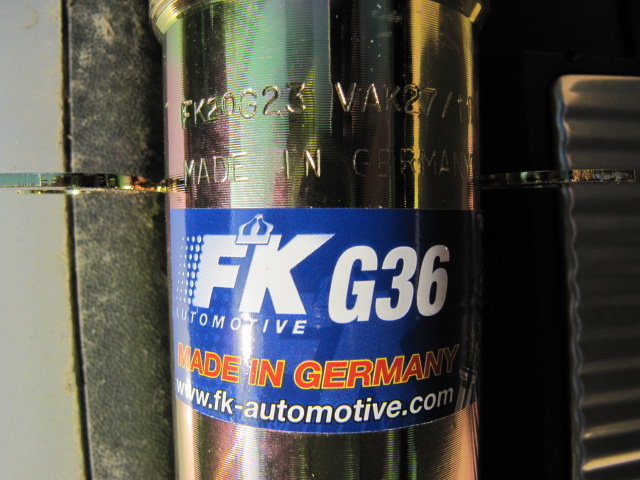 FK20G23 VAK27/1
MADE IN GERMANY
FK G36
AUTOMOTIVE
MADE IN GERMANY
www.fk-automotive.com